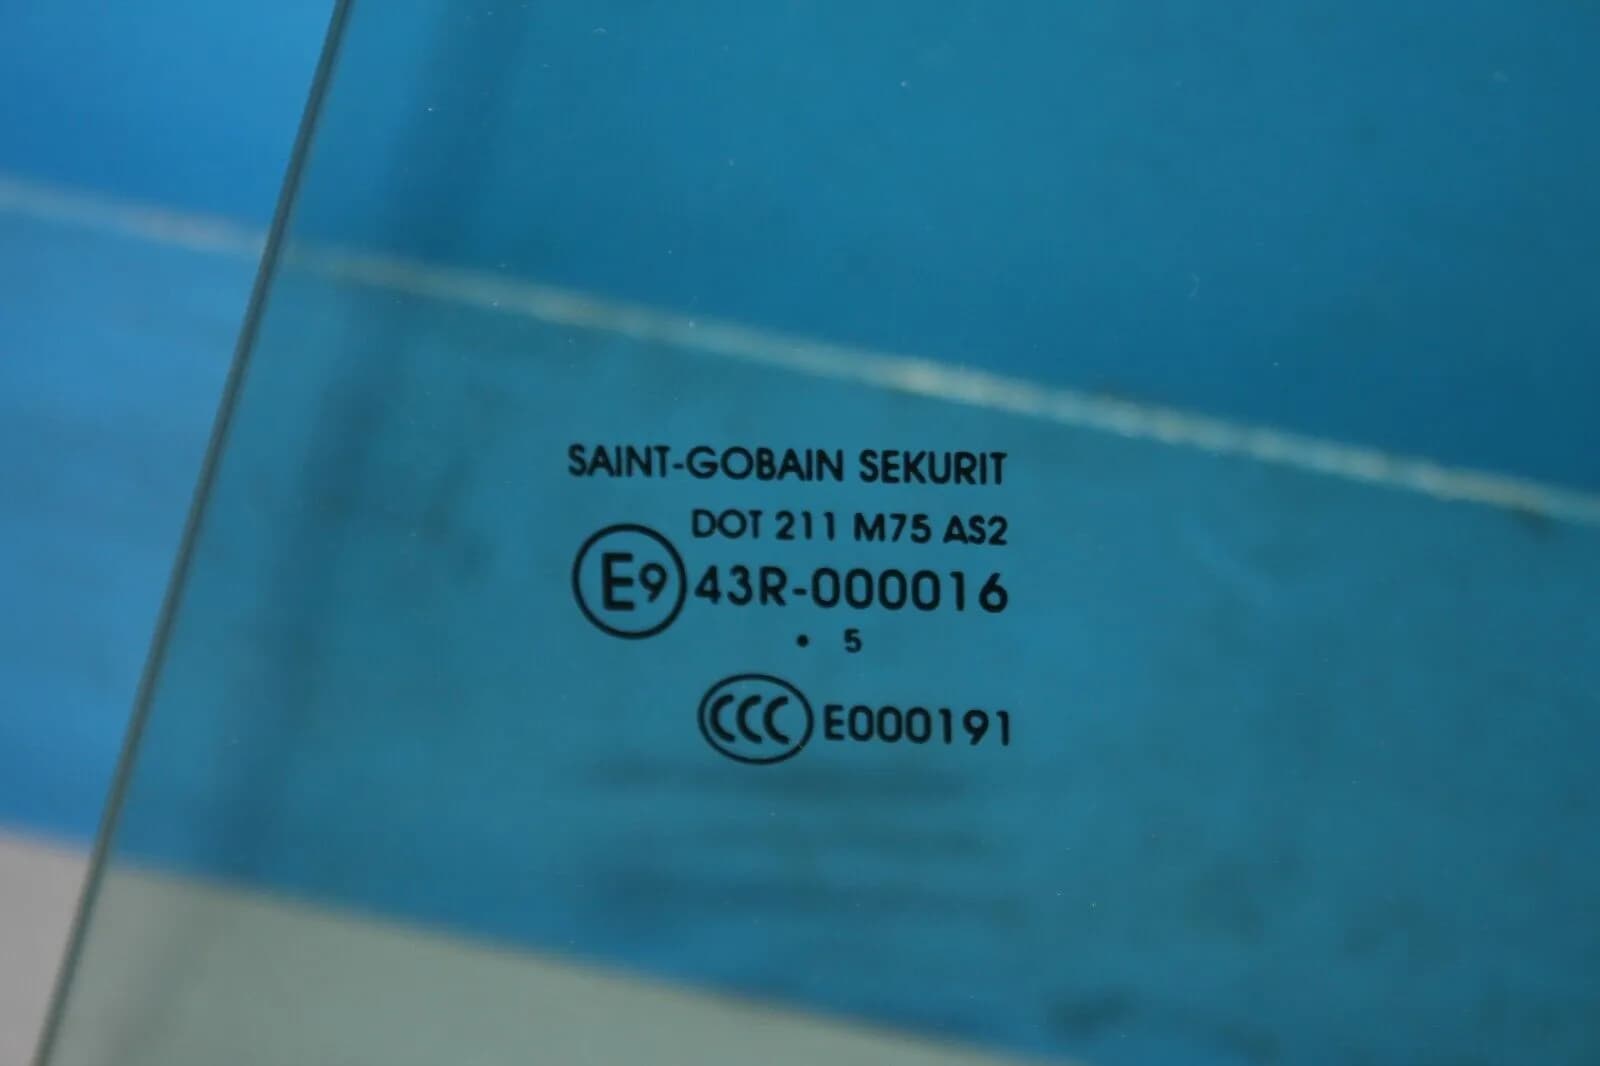 SAINT-GOBAIN SEKURIT
DOT 211 M75 AS2
E9 43R-000016
• 5
CCC E000191